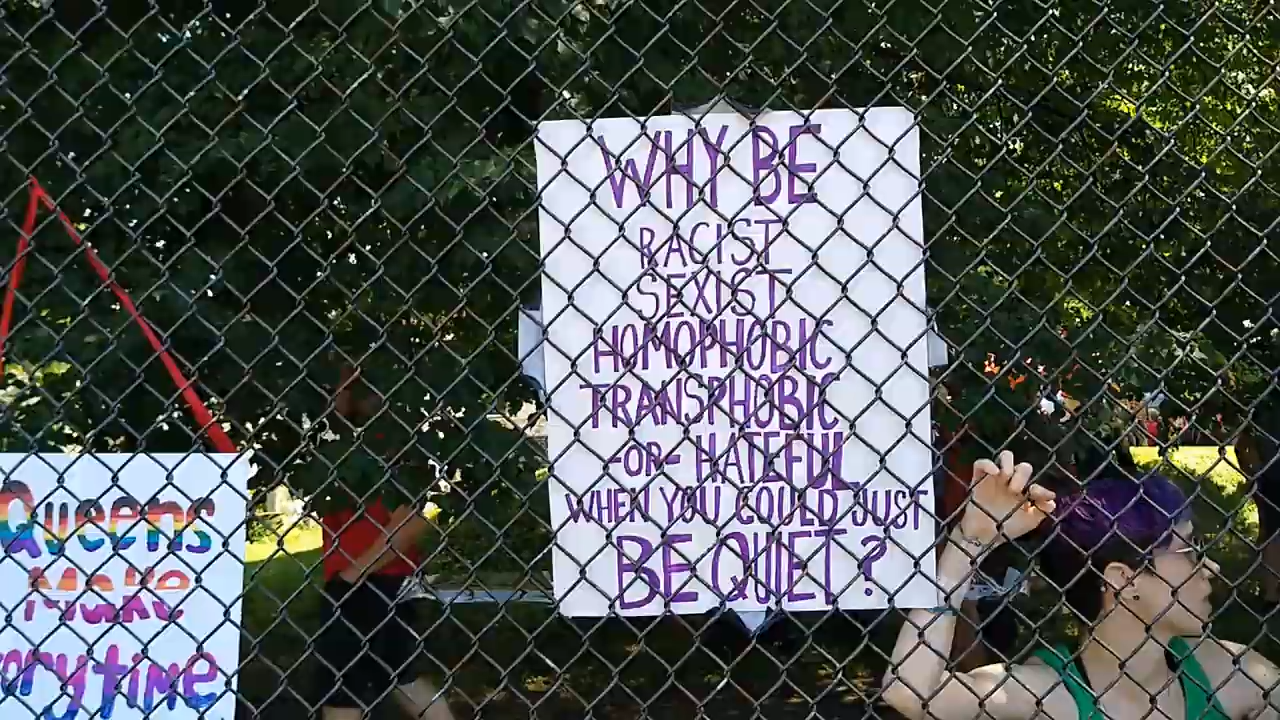 WHY BE
RACIST
SEXIST
HOMOPHOBIC
TRANSPHOBIC
-OR- HATEFUL
WHEN YOU COULD JUST
BE QUIET?
Queens
Make
orytime